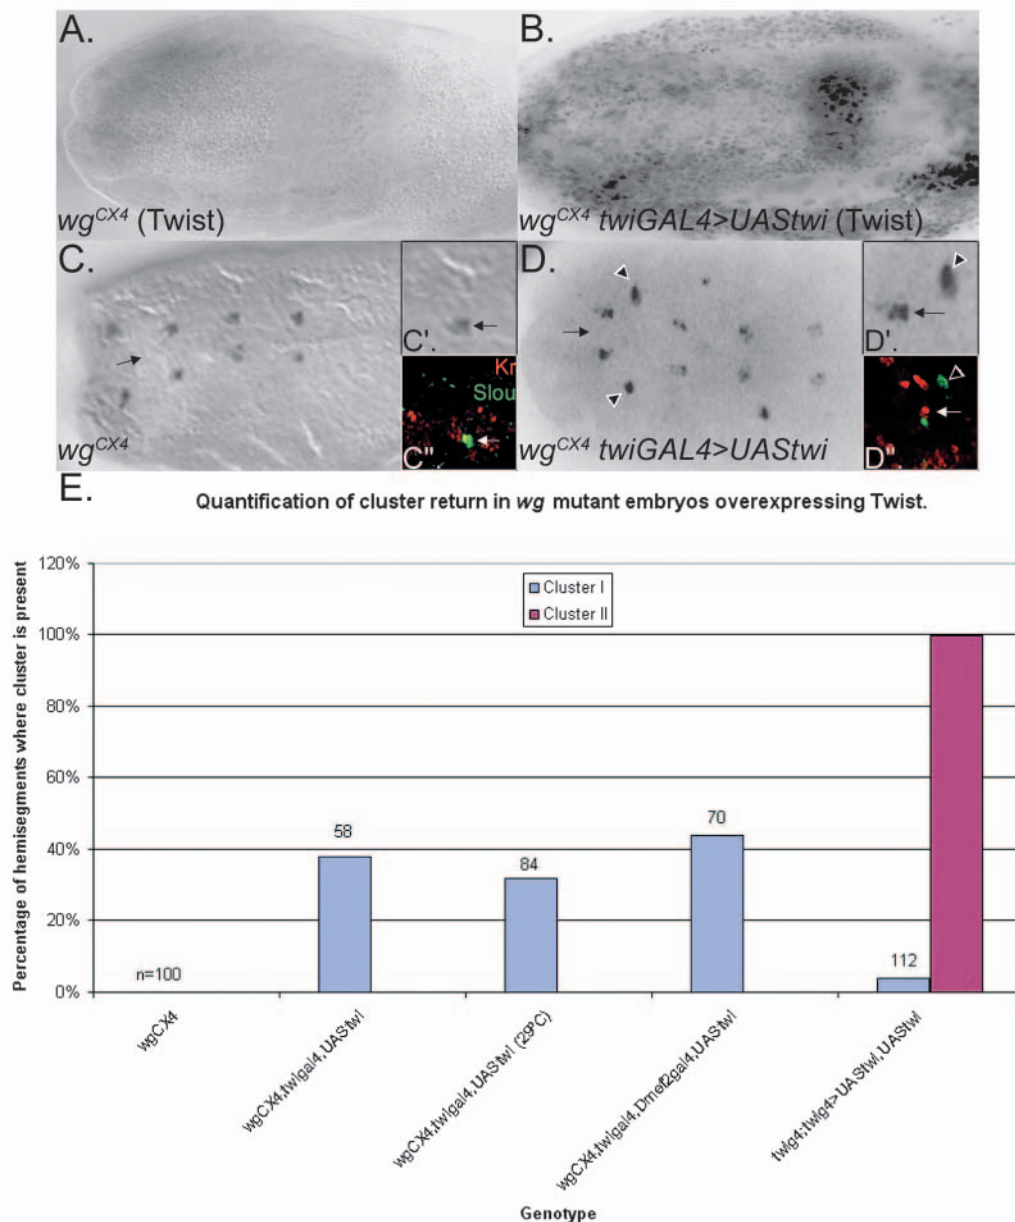 A.
B.
wgCX4 (Twist)
wgCX4 twiGAL4>UAStwi (Twist)
C.
D.
C'.
D'.
Kr
Slou
wgCX4
C"
wgCX4 twiGAL4>UAStwi
D"
E.
Quantification of cluster return in wg mutant embryos overexpressing Twist.
120%
100%
80%
60%
40%
20%
0%
Percentage of hemisegments where cluster is present
Cluster I
Cluster II
n=100
58
84
70
112
wgCX4
wgCX4;twigal4,UAStwi
wgCX4;twigal4,UAStwi (29ºC)
wgCX4;twigal4,Dmef2gal4,UAStwi
twig4;twig4>UAStwi,UAStwi
Genotype